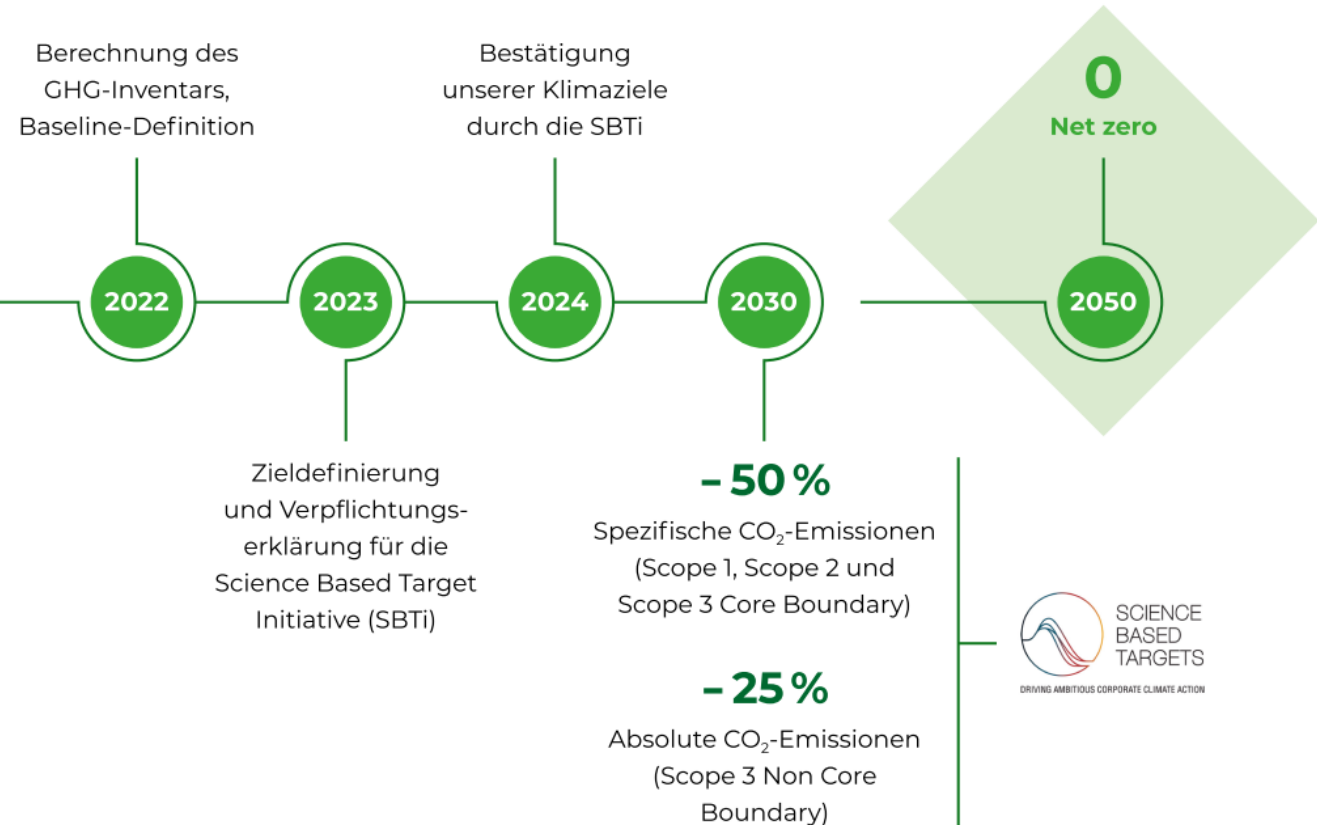 Berechnung des
GHG-Inventars,
Baseline-Definition
Bestätigung
unserer Klimaziele
durch die SBTi
0
Net zero
2022
2023
2024
2030
2050
Zieldefinierung
und Verpflichtungs-
erklärung für die
Science Based Target
Initiative (SBTi)
– 50 %
Spezifische CO₂-Emissionen
(Scope 1, Scope 2 und
Scope 3 Core Boundary)
– 25 %
Absolute CO₂-Emissionen
(Scope 3 Non Core
Boundary)
SCIENCE
BASED
TARGETS
DRIVING AMBITIOUS CORPORATE CLIMATE ACTION